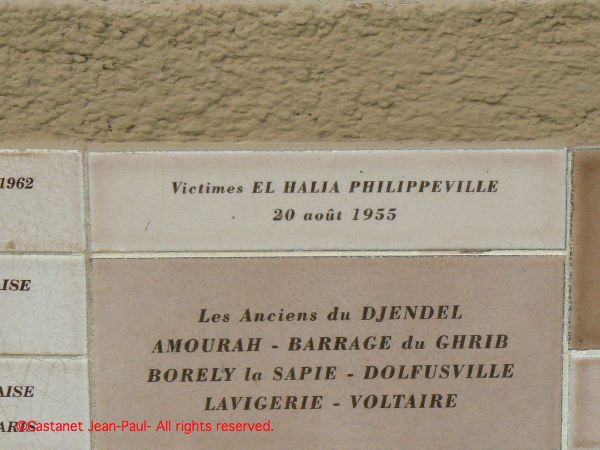 1962
Victimes EL HALIA PHILIPPEVILLE
20 août 1955
AISE
Les Anciens du DJENDEL
AMOURAH - BARRAGE du GHRIB
BORELY la SAPIE - DOLFUSVILLE
LAVIGERIE - VOLTAIRE
AISE
©Castanet Jean-Paul- All rights reserved.